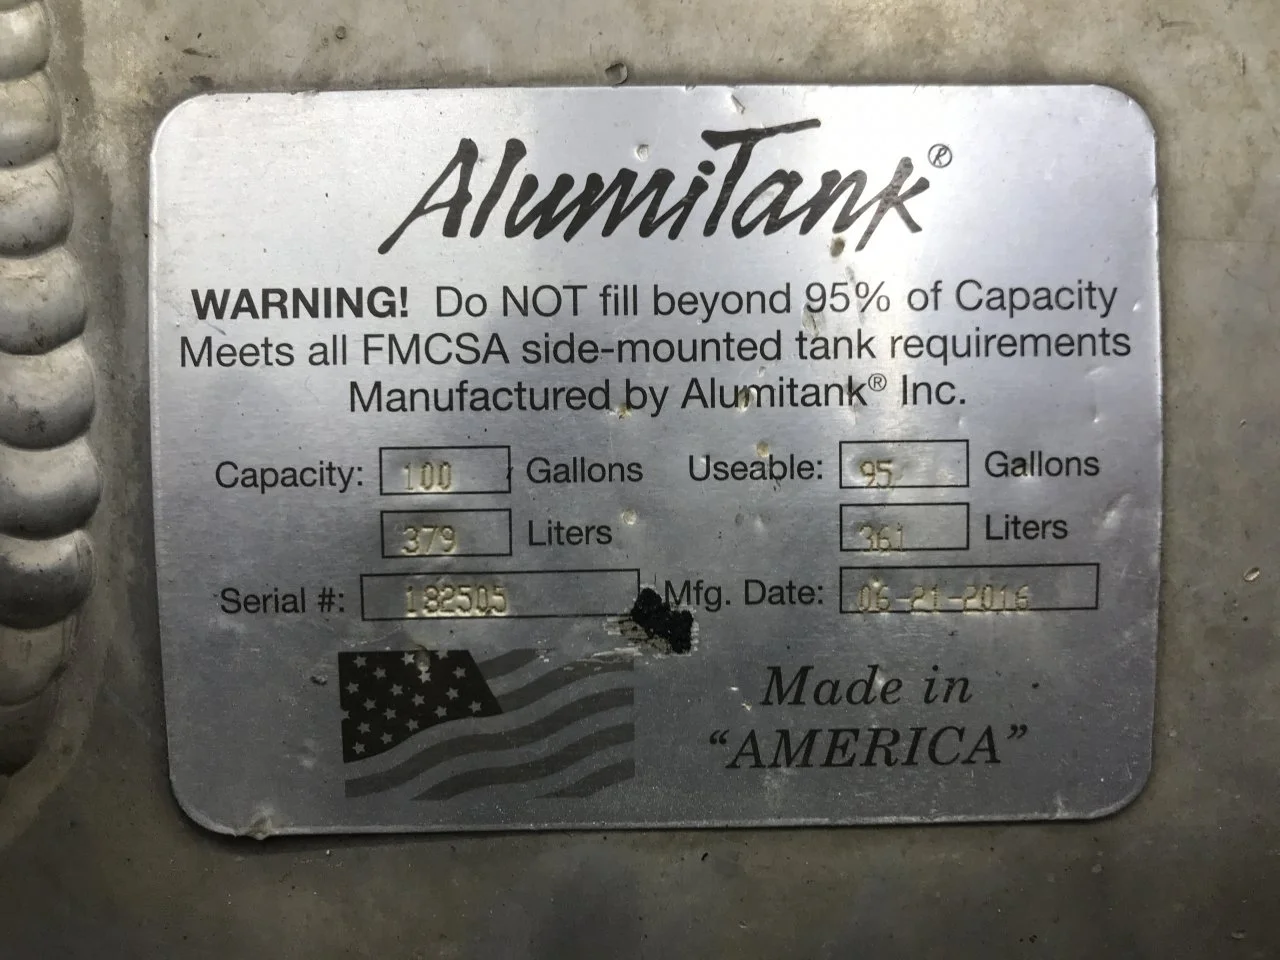 AlumiTank®
WARNING! Do NOT fill beyond 95% of Capacity
Meets all FMCSA side-mounted tank requirements
Manufactured by Alumitank® Inc.
Capacity: 100 Gallons Useable: 95 Gallons
379 Liters 361 Liters
Serial #: 182505 Mfg. Date: 06-21-2016
Made in
“AMERICA”